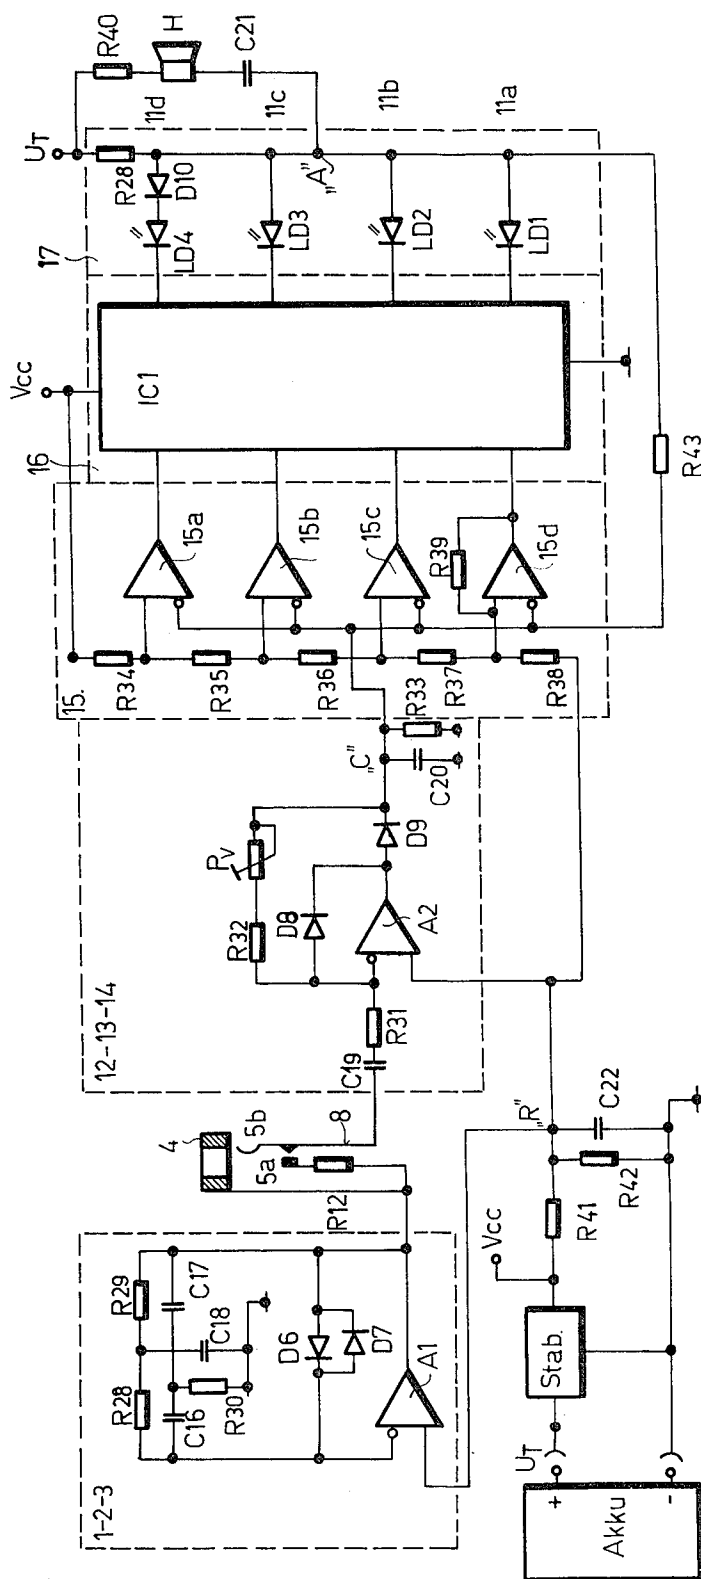 1-2-3
R28
R29
C16
C17
C18
R30
D6
D7
A1
4
5a
5b
8
R12
12-13-14
C19
R31
R32
Pv
D8
D9
A2
„C"
C20
R33
15.
R34
R35
R36
R37
R38
R39
15a
15b
15c
15d
16
Vcc
IC1
17
UT
R28
D10
LD4
LD3
LD2
LD1
11d
11c
11b
11a
„A"
R40
H
C21
R43
Akku
+
-
UT
Stab.
Vcc
R41
R42
„R"
C22